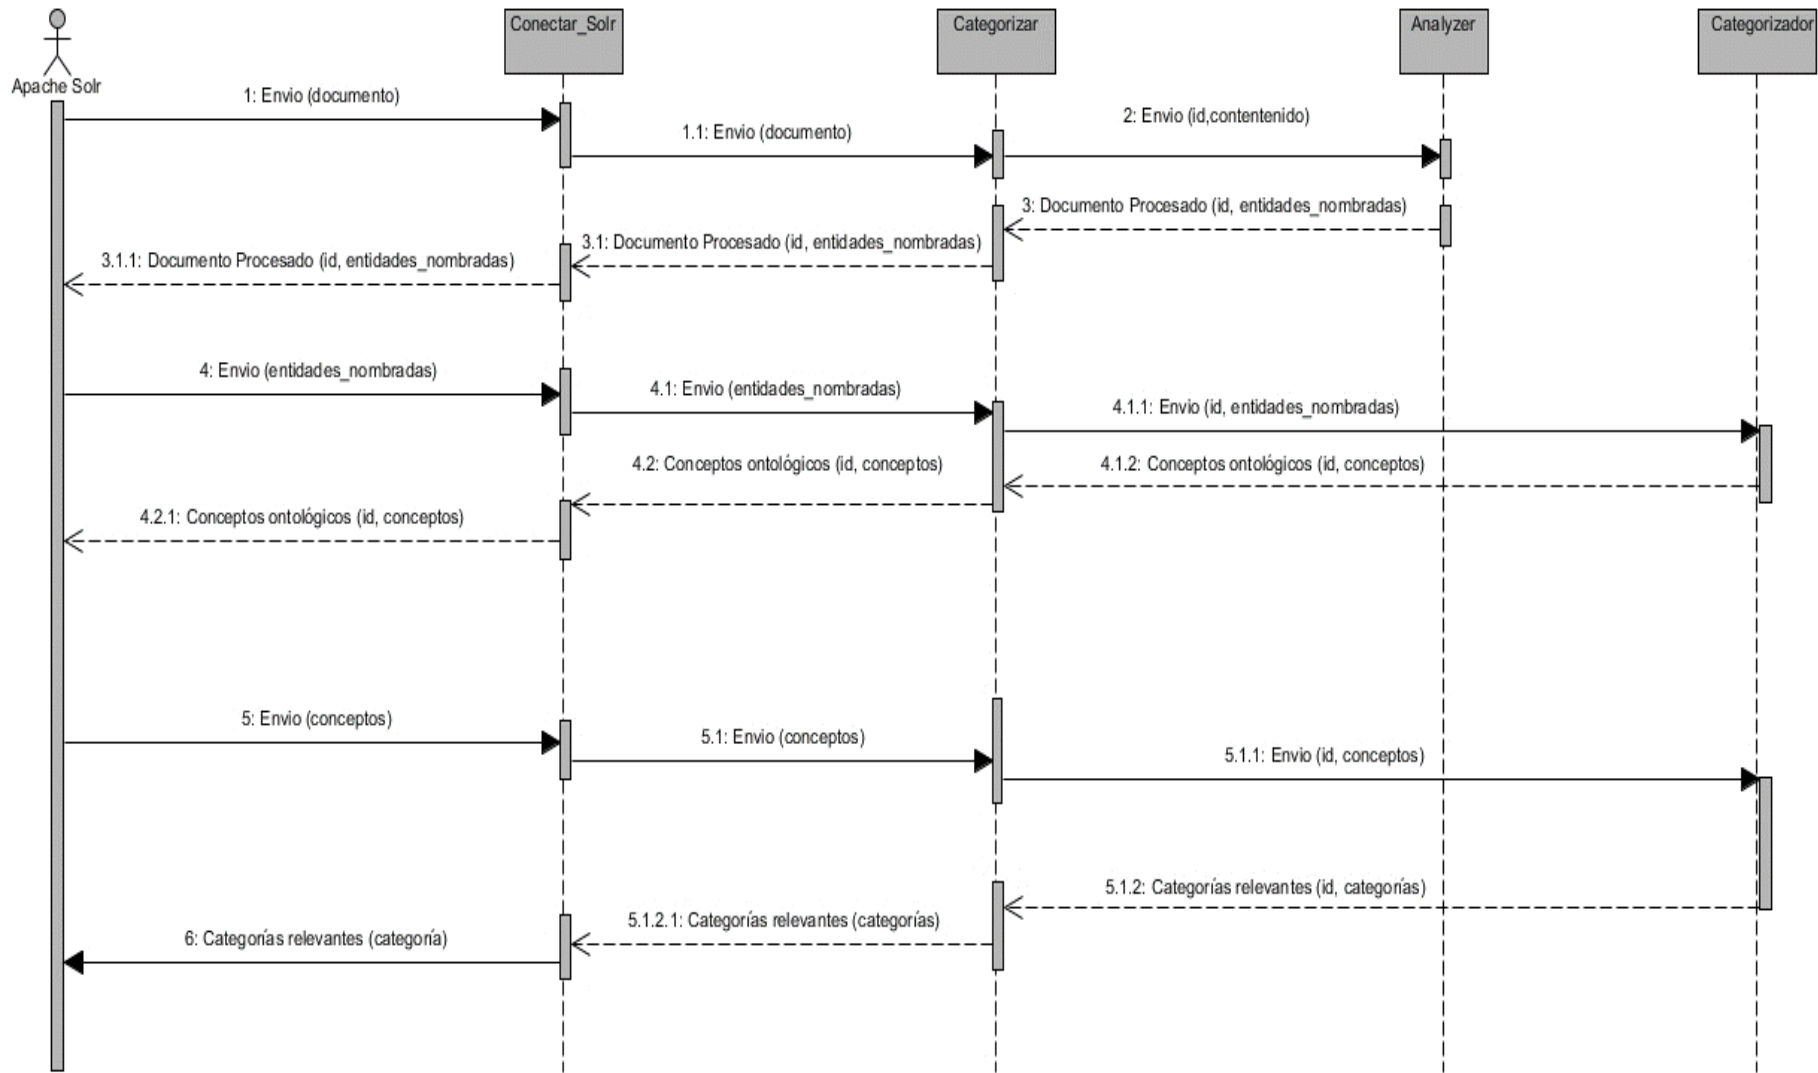 Conectar_Solr
Categorizar
Analyzer
Categorizador
Apache Solr
1: Envio (documento)
1.1: Envio (documento)
2: Envio (id,contentenido)
3: Documento Procesado (id, entidades_nombradas)
3.1: Documento Procesado (id, entidades_nombradas)
3.1.1: Documento Procesado (id, entidades_nombradas)
4: Envio (entidades_nombradas)
4.1: Envio (entidades_nombradas)
4.1.1: Envio (id, entidades_nombradas)
4.1.2: Conceptos ontológicos (id, conceptos)
4.2: Conceptos ontológicos (id, conceptos)
4.2.1: Conceptos ontológicos (id, conceptos)
5: Envio (conceptos)
5.1: Envio (conceptos)
5.1.1: Envio (id, conceptos)
5.1.2: Categorías relevantes (id, categorías)
5.1.2.1: Categorías relevantes (categorías)
6: Categorías relevantes (categoría)